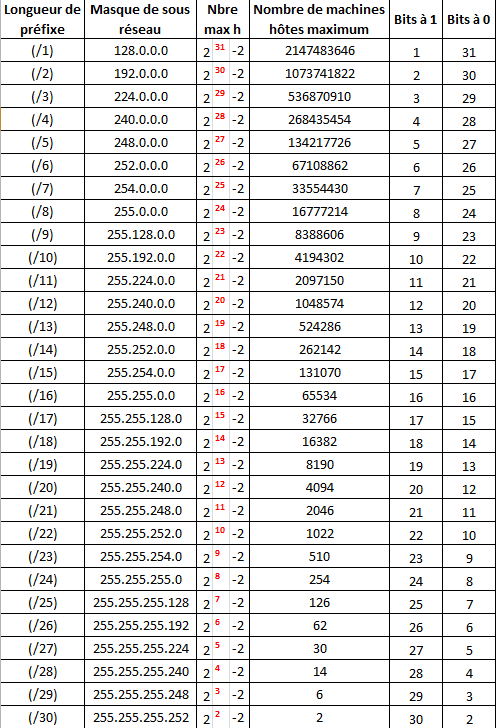 Longueur de préfixe | Masque de sous réseau | Nbre max h | Nombre de machines hôtes maximum | Bits à 1 | Bits à 0
(/1) 128.0.0.0 2 31 -2 2147483646 1 31
(/2) 192.0.0.0 2 30 -2 1073741822 2 30
(/3) 224.0.0.0 2 29 -2 536870910 3 29
(/4) 240.0.0.0 2 28 -2 268435454 4 28
(/5) 248.0.0.0 2 27 -2 134217726 5 27
(/6) 252.0.0.0 2 26 -2 67108862 6 26
(/7) 254.0.0.0 2 25 -2 33554430 7 25
(/8) 255.0.0.0 2 24 -2 16777214 8 24
(/9) 255.128.0.0 2 23 -2 8388606 9 23
(/10) 255.192.0.0 2 22 -2 4194302 10 22
(/11) 255.224.0.0 2 21 -2 2097150 11 21
(/12) 255.240.0.0 2 20 -2 1048574 12 20
(/13) 255.248.0.0 2 19 -2 524286 13 19
(/14) 255.252.0.0 2 18 -2 262142 14 18
(/15) 255.254.0.0 2 17 -2 131070 15 17
(/16) 255.255.0.0 2 16 -2 65534 16 16
(/17) 255.255.128.0 2 15 -2 32766 17 15
(/18) 255.255.192.0 2 14 -2 16382 18 14
(/19) 255.255.224.0 2 13 -2 8190 19 13
(/20) 255.255.240.0 2 12 -2 4094 20 12
(/21) 255.255.248.0 2 11 -2 2046 21 11
(/22) 255.255.252.0 2 10 -2 1022 22 10
(/23) 255.255.254.0 2 9 -2 510 23 9
(/24) 255.255.255.0 2 8 -2 254 24 8
(/25) 255.255.255.128 2 7 -2 126 25 7
(/26) 255.255.255.192 2 6 -2 62 26 6
(/27) 255.255.255.224 2 5 -2 30 27 5
(/28) 255.255.255.240 2 4 -2 14 28 4
(/29) 255.255.255.248 2 3 -2 6 29 3
(/30) 255.255.255.252 2 2 -2 2 30 2